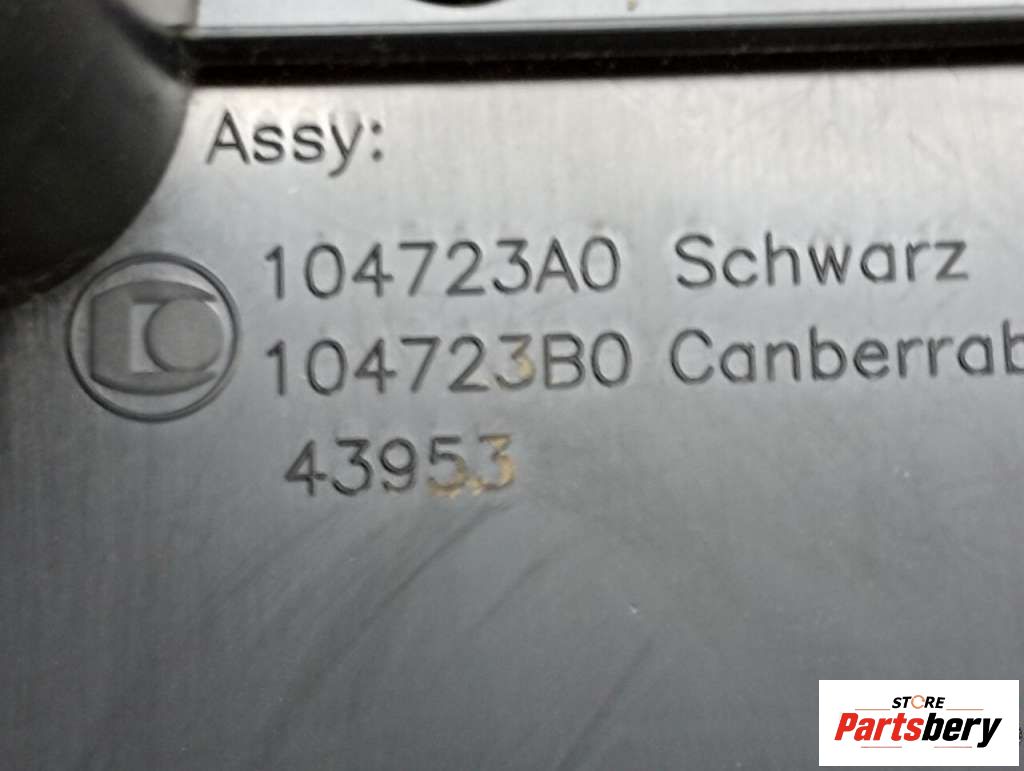 Assy:
104723A0 Schwarz
104723B0 Canberrab
43953
STORE
Partsbery